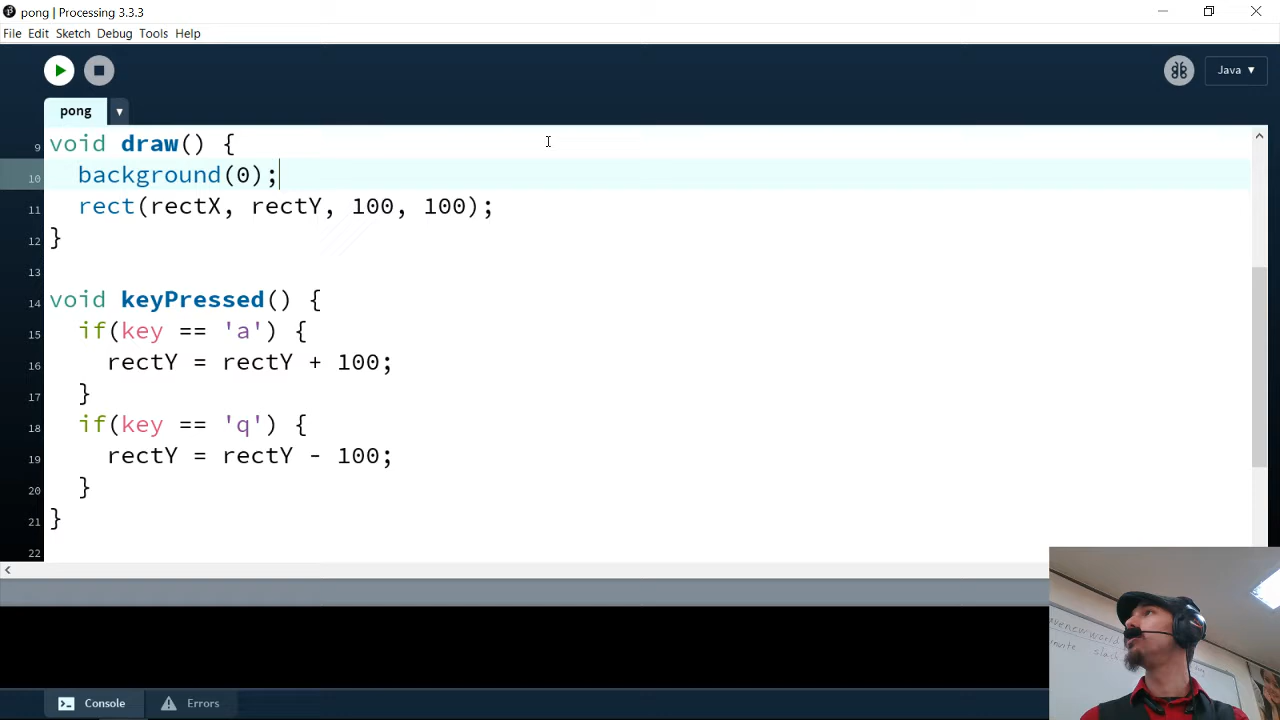 pong | Processing 3.3.3
File Edit Sketch Debug Tools Help
Java ▼
pong ▼
9 void draw() {
10   background(0);
11   rect(rectX, rectY, 100, 100);
12 }
13
14 void keyPressed() {
15   if(key == 'a') {
16     rectY = rectY + 100;
17   }
18   if(key == 'q') {
19     rectY = rectY - 100;
20   }
21 }
22
slash
Console Errors